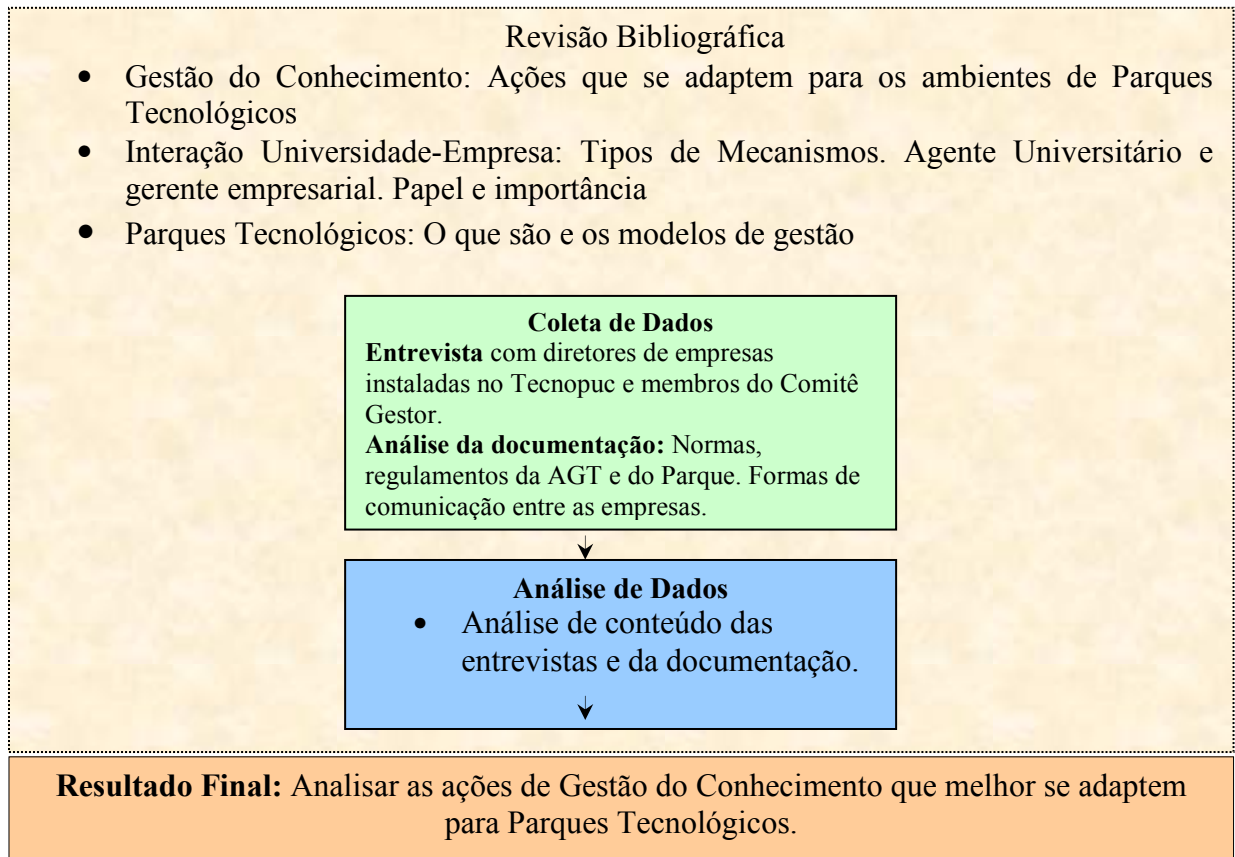 Revisão Bibliográfica
• Gestão do Conhecimento: Ações que se adaptem para os ambientes de Parques
Tecnológicos
• Interação Universidade-Empresa: Tipos de Mecanismos. Agente Universitário e
gerente empresarial. Papel e importância
• Parques Tecnológicos: O que são e os modelos de gestão
Coleta de Dados
Entrevista com diretores de empresas
instaladas no Tecnopuc e membros do Comitê
Gestor.
Análise da documentação: Normas,
regulamentos da AGT e do Parque. Formas de
comunicação entre as empresas.
Análise de Dados
• Análise de conteúdo das
entrevistas e da documentação.
Resultado Final: Analisar as ações de Gestão do Conhecimento que melhor se adaptem
para Parques Tecnológicos.